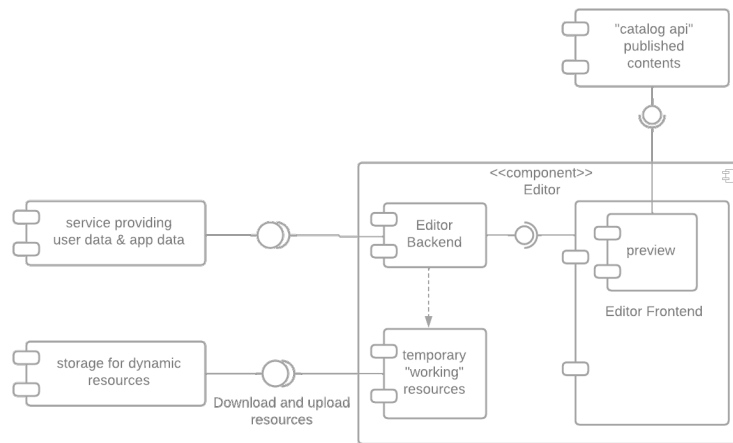 "catalog api"
published
contents
<<component>>
Editor
service providing
user data & app data
Editor
Backend
preview
Editor Frontend
storage for dynamic
resources
temporary
"working"
resources
Download and upload
resources